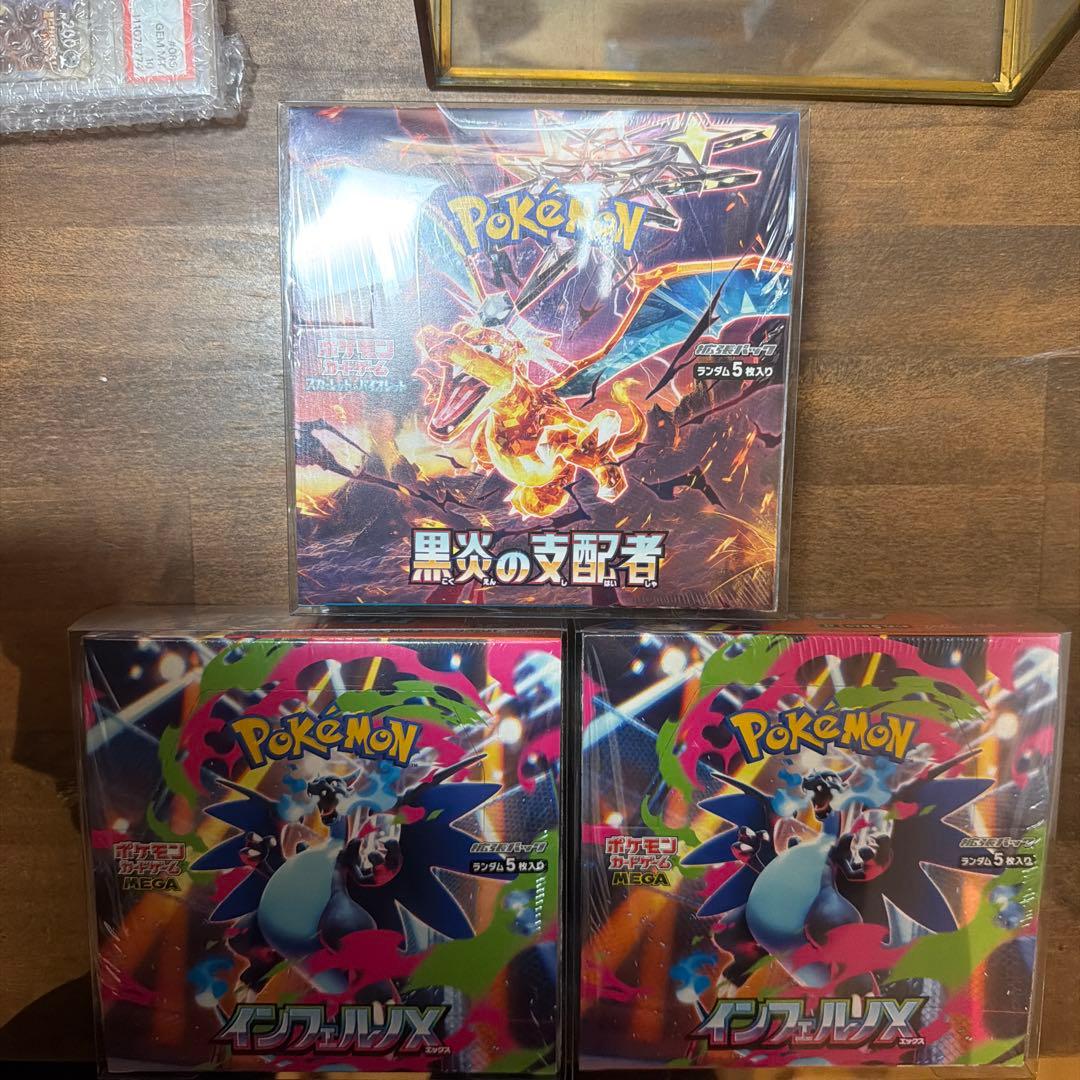 #069
GEM MT
10
POKéMON
ポケモン
カードゲーム
スカーレット&バイオレット
拡張パック
ランダム5枚入り
黒炎の支配者
こく えん し はい しゃ
POKéMON
ポケモン
カードゲーム
MEGA
拡張パック
ランダム5枚入り
インフェルノX
エックス
POKéMON
ポケモン
カードゲーム
MEGA
拡張パック
ランダム5枚入り
インフェルノX
エックス